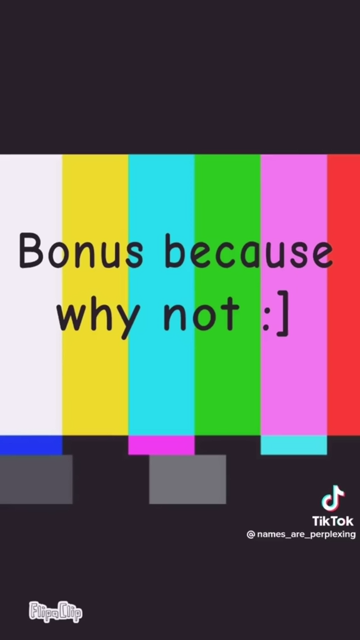 Bonus because
why not :]
TikTok
@names_are_perplexing
FlipaClip